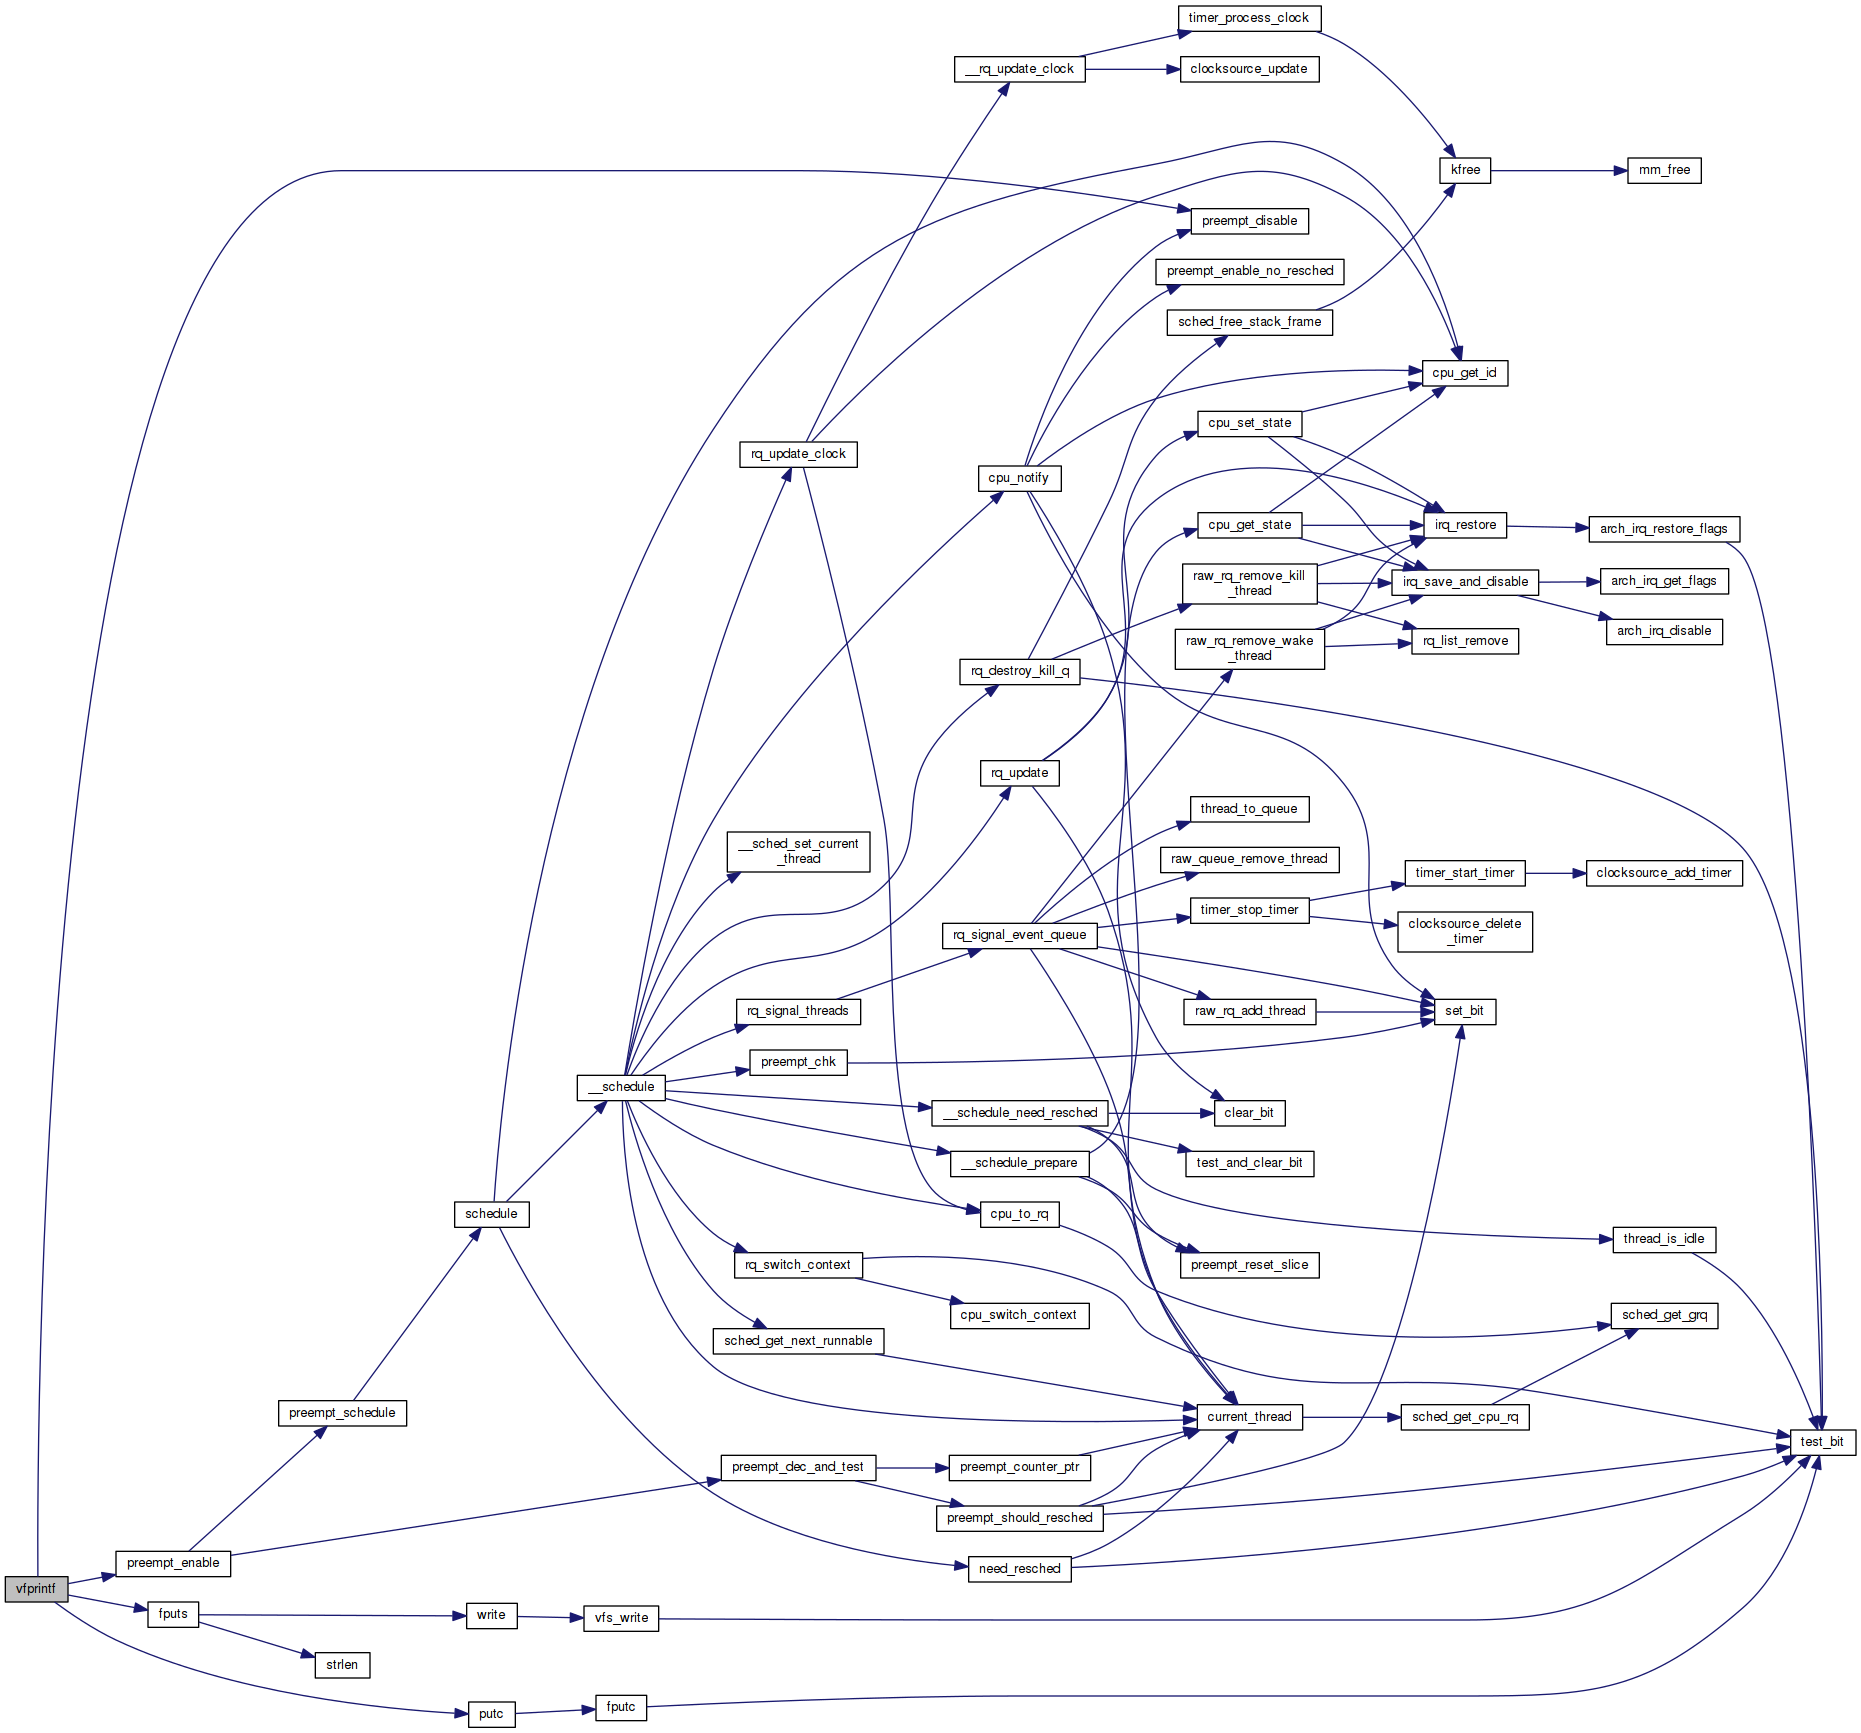 timer_process_clock
__rq_update_clock
clocksource_update
kfree
mm_free
preempt_disable
preempt_enable_no_resched
sched_free_stack_frame
cpu_get_id
cpu_set_state
rq_update_clock
cpu_notify
cpu_get_state
irq_restore
arch_irq_restore_flags
raw_rq_remove_kill
_thread
irq_save_and_disable
arch_irq_get_flags
raw_rq_remove_wake
_thread
rq_list_remove
arch_irq_disable
rq_destroy_kill_q
rq_update
thread_to_queue
__sched_set_current
_thread
raw_queue_remove_thread
timer_start_timer
clocksource_add_timer
timer_stop_timer
clocksource_delete
_timer
rq_signal_event_queue
rq_signal_threads
raw_rq_add_thread
set_bit
preempt_chk
__schedule
__schedule_need_resched
clear_bit
__schedule_prepare
test_and_clear_bit
schedule
cpu_to_rq
thread_is_idle
rq_switch_context
preempt_reset_slice
cpu_switch_context
sched_get_grq
sched_get_next_runnable
preempt_schedule
current_thread
sched_get_cpu_rq
test_bit
preempt_dec_and_test
preempt_counter_ptr
preempt_should_resched
preempt_enable
need_resched
vfprintf
fputs
write
vfs_write
strlen
putc
fputc